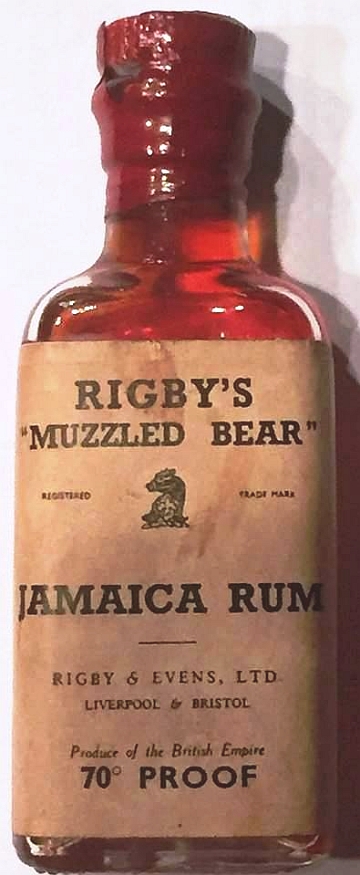 RIGBY'S
"MUZZLED BEAR"
REGISTERED TRADE MARK
JAMAICA RUM
RIGBY & EVENS, LTD.
LIVERPOOL & BRISTOL
Produce of the British Empire
70° PROOF